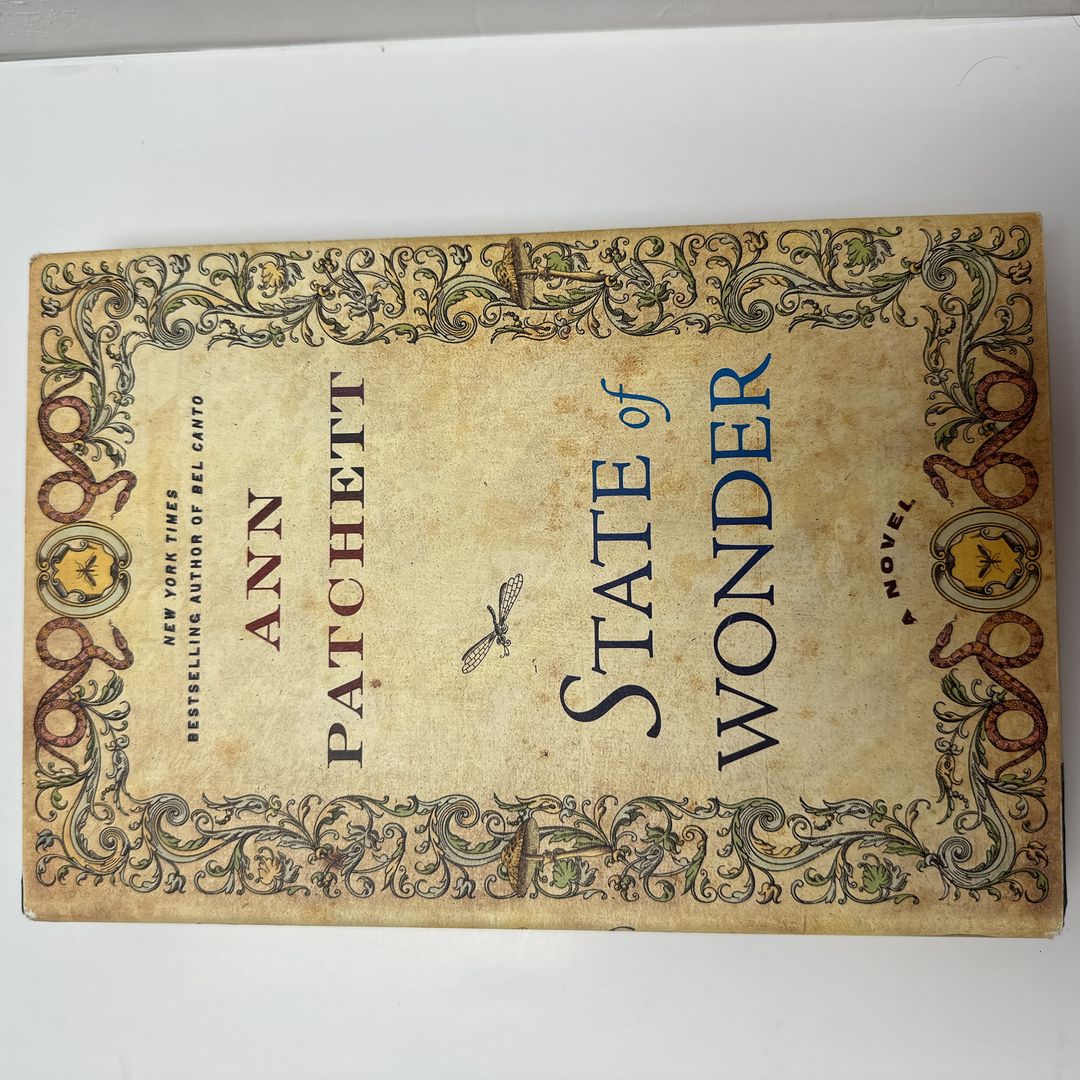 NEW YORK TIMES
BESTSELLING AUTHOR OF BEL CANTO
ANN
PATCHETT
STATE of
WONDER
A NOVEL